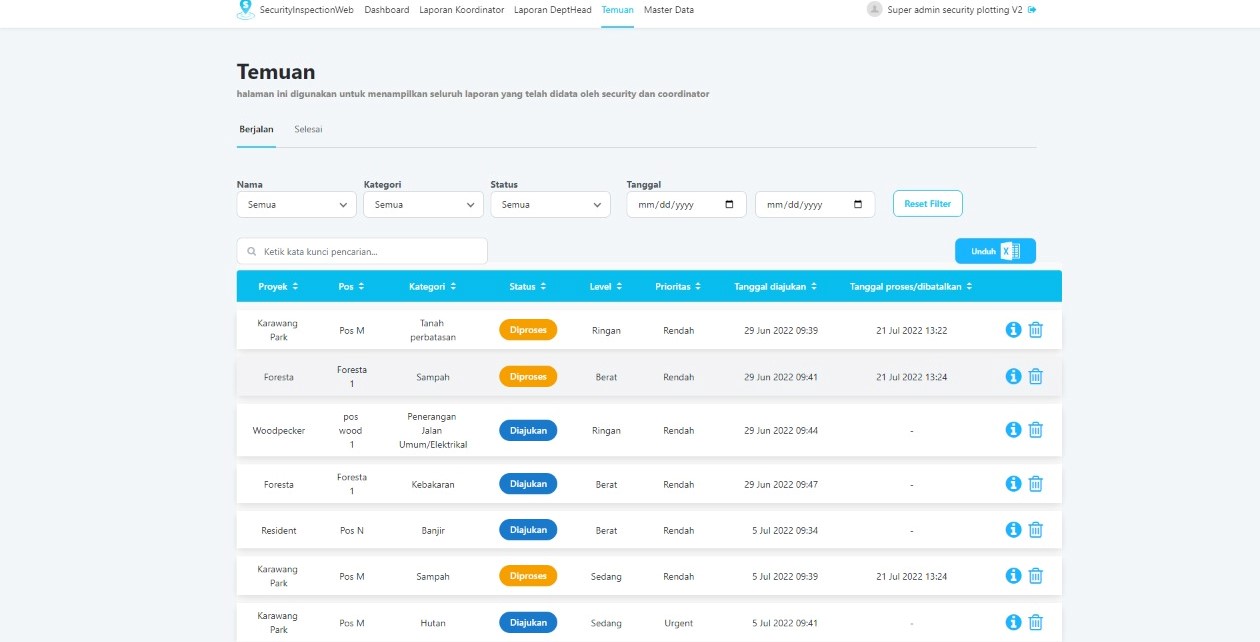 SecurityInspectionWeb Dashboard Laporan Koordinator Laporan DeptHead Temuan Master Data Super admin security plotting V2
Temuan
halaman ini digunakan untuk menampilkan seluruh laporan yang telah didata oleh security dan coordinator
Berjalan Selesai
Nama Kategori Status Tanggal
Semua Semua Semua mm/dd/yyyy mm/dd/yyyy Reset Filter
Ketik kata kunci pencarian... Unduh
Proyek Pos Kategori Status Level Prioritas Tanggal diajukan Tanggal proses/dibatalkan
Karawang Park Pos M Tanah perbatasan Diproses Ringan Rendah 29 Jun 2022 09:39 21 Jul 2022 13:22
Foresta Foresta 1 Sampah Diproses Berat Rendah 29 Jun 2022 09:41 21 Jul 2022 13:24
Woodpecker pos wood 1 Penerangan Jalan Umum/Elektrikal Diajukan Ringan Rendah 29 Jun 2022 09:44 -
Foresta Foresta 1 Kebakaran Diajukan Berat Rendah 29 Jun 2022 09:47 -
Resident Pos N Banjir Diajukan Berat Rendah 5 Jul 2022 09:34 -
Karawang Park Pos M Sampah Diproses Sedang Rendah 5 Jul 2022 09:39 21 Jul 2022 13:24
Karawang Park Pos M Hutan Diajukan Sedang Urgent 5 Jul 2022 09:41 -